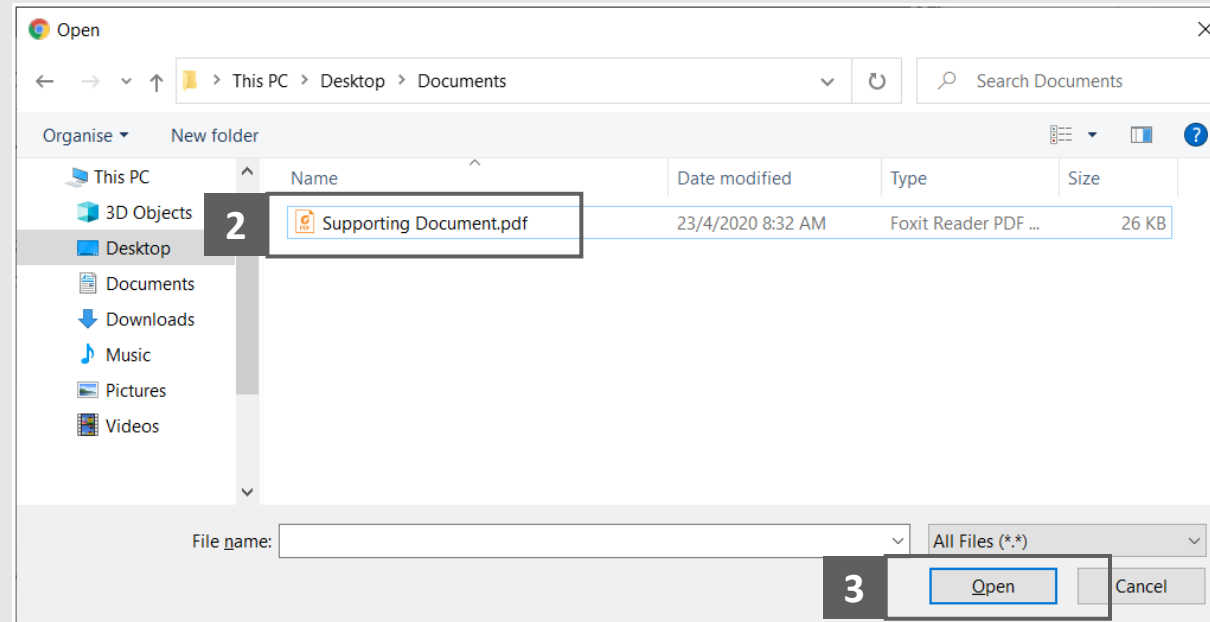 Open
This PC > Desktop > Documents
Search Documents
Organise
New folder
?
This PC
3D Objects
Desktop
Documents
Downloads
Music
Pictures
Videos
Name Date modified Type Size
2
PDF
Supporting Document.pdf 23/4/2020 8:32 AM Foxit Reader PDF ... 26 KB
File name:
All Files (*.*)
3
Open
Cancel